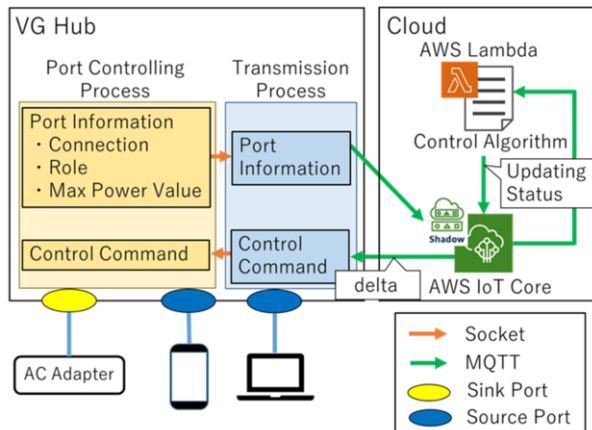 VG Hub
Port Controlling
Process
Port Information
・Connection
・Role
・Max Power Value
Control Command
Transmission
Process
Port
Information
Control
Command
Cloud
AWS Lambda
Control Algorithm
Updating
Status
Shadow
AWS IoT Core
delta
AC Adapter
Socket
MQTT
Sink Port
Source Port